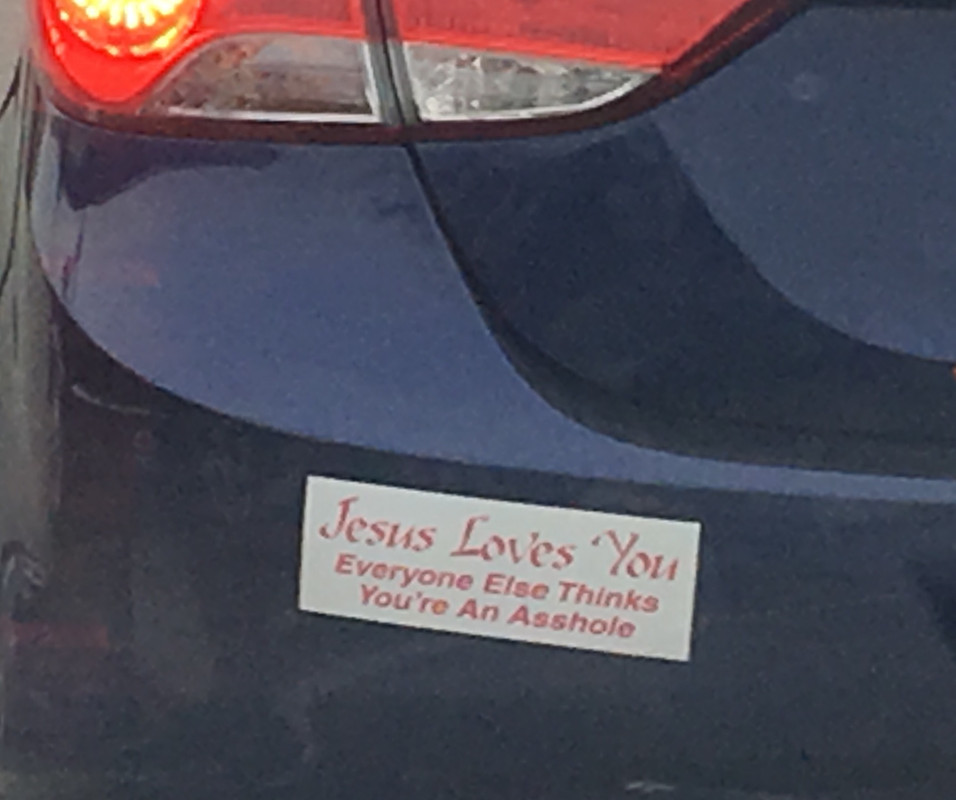 Jesus Loves You
Everyone Else Thinks
You're An Asshole